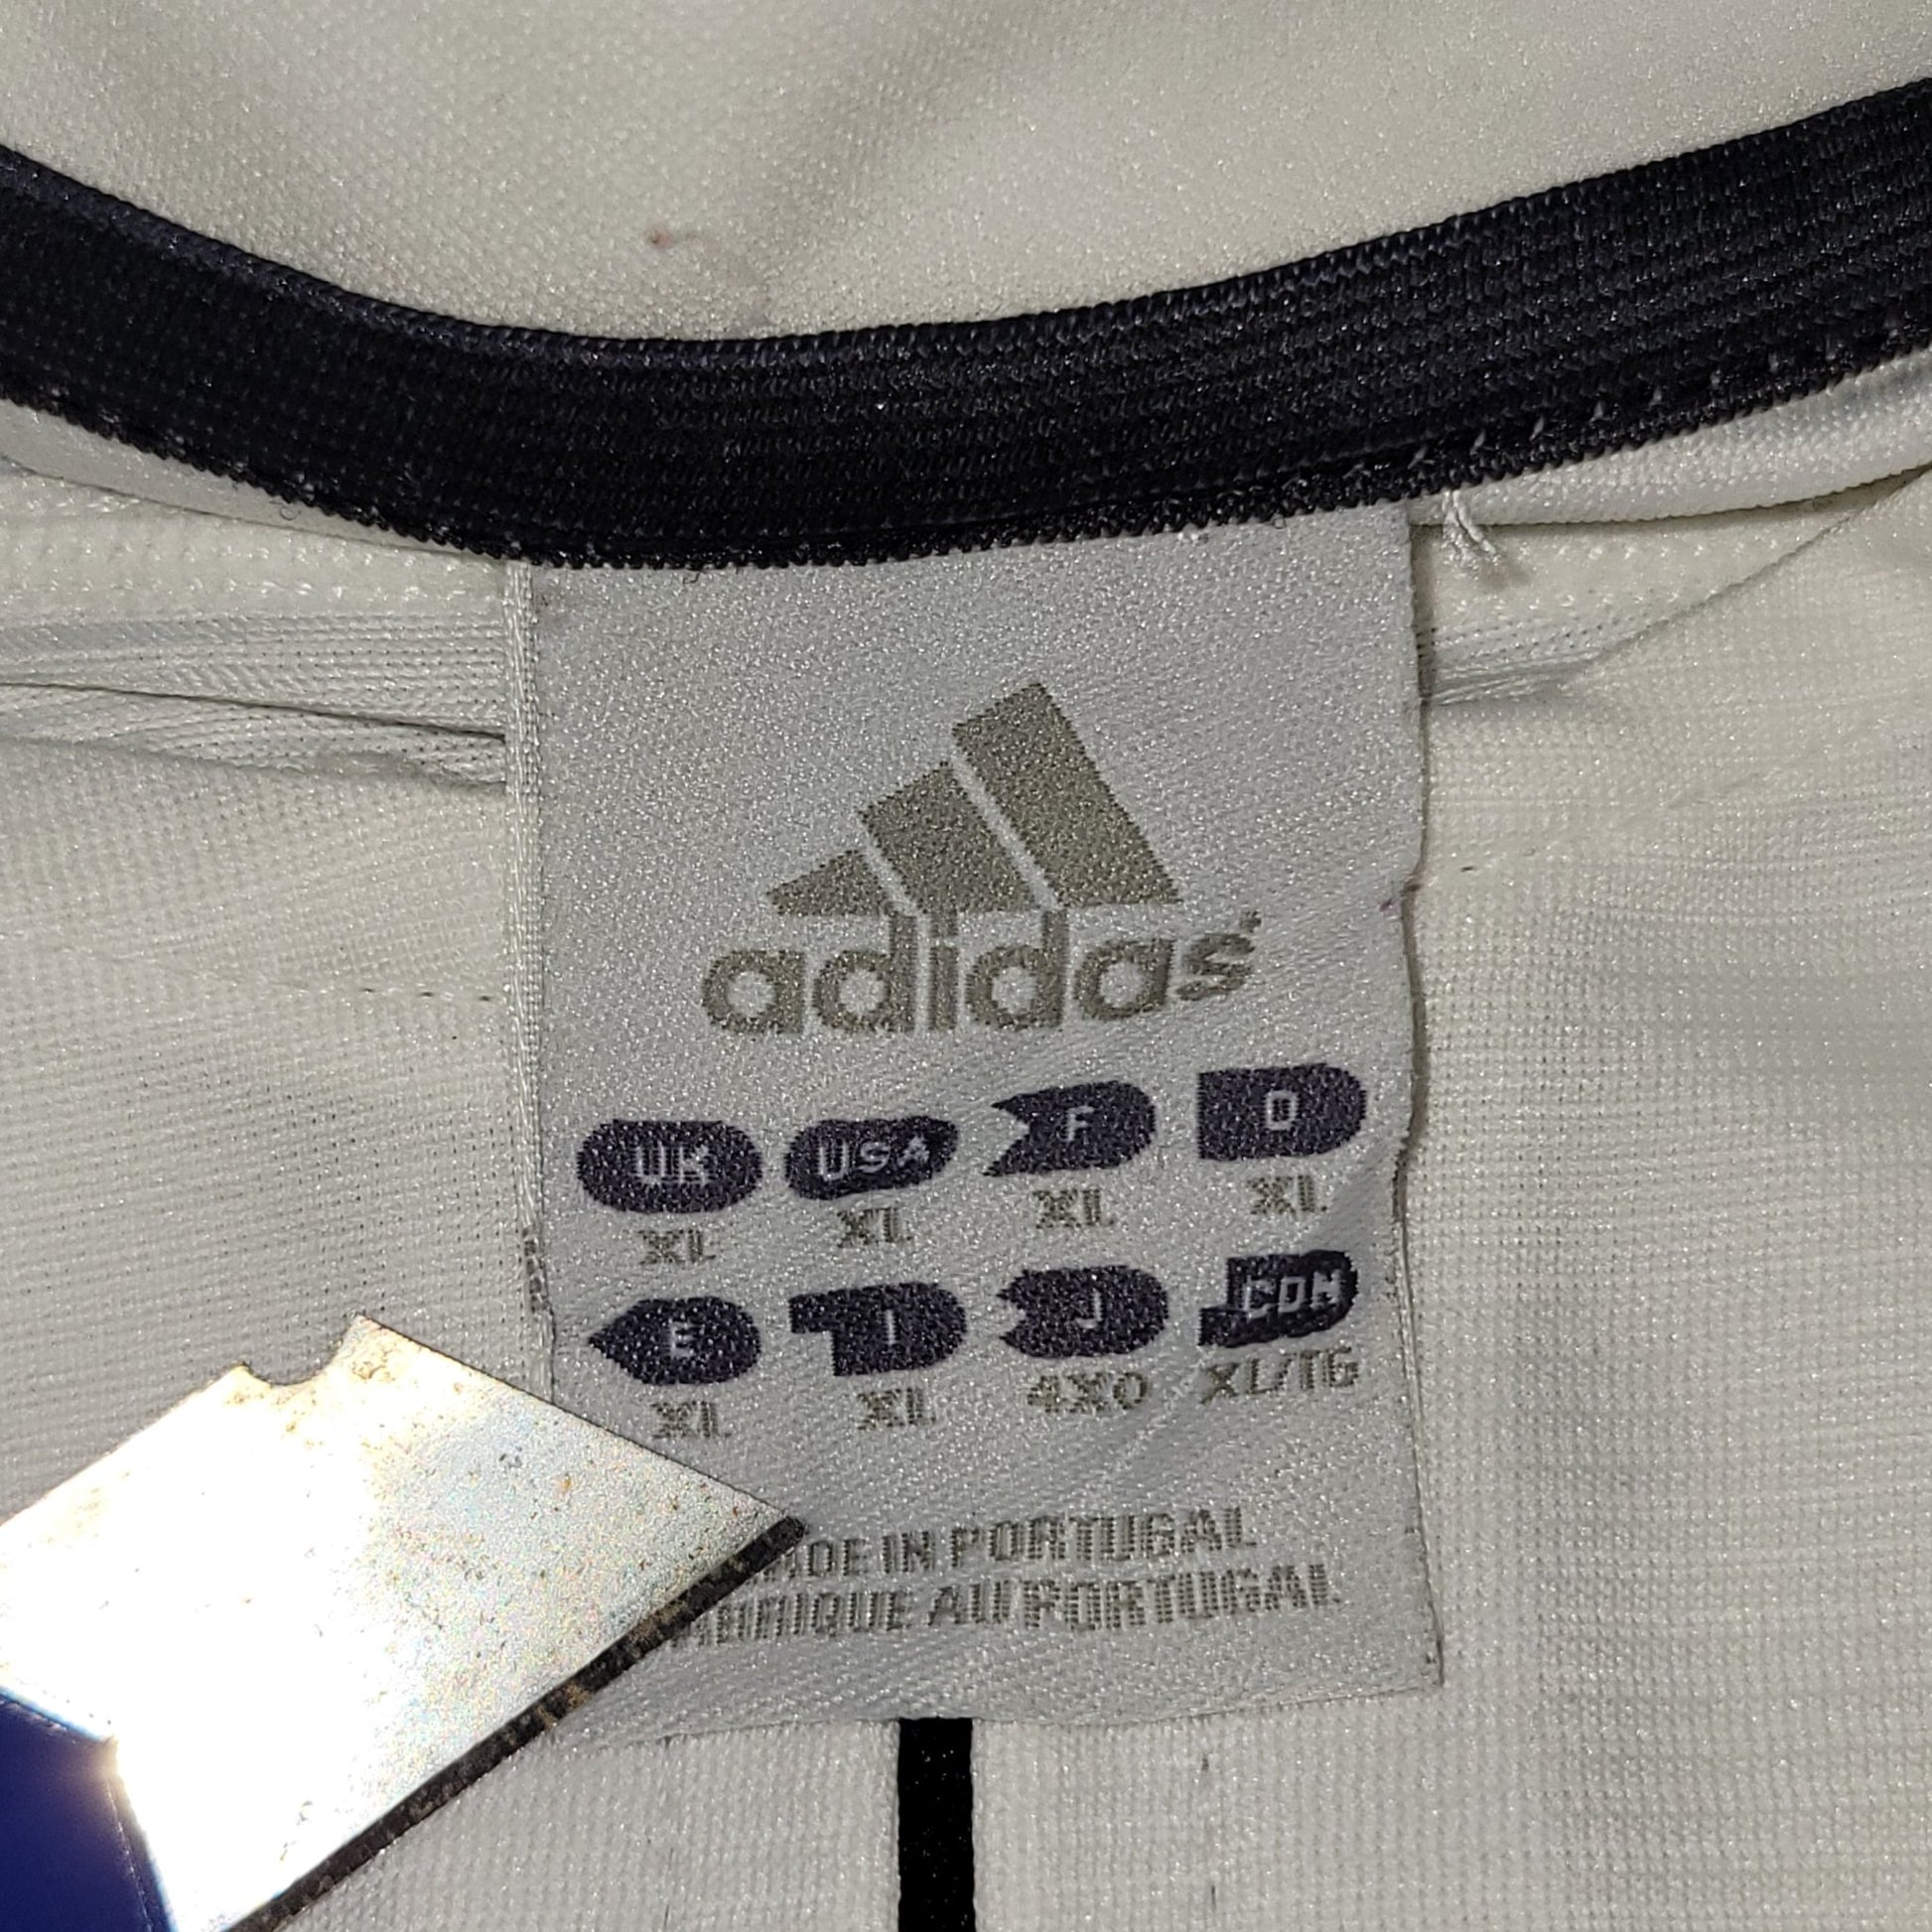 adidas
UK USA F D
XL XL XL XL
E I J CDN
XL XL 4XO XL/TG
MADE IN PORTUGAL
FABRIQUE AU PORTUGAL